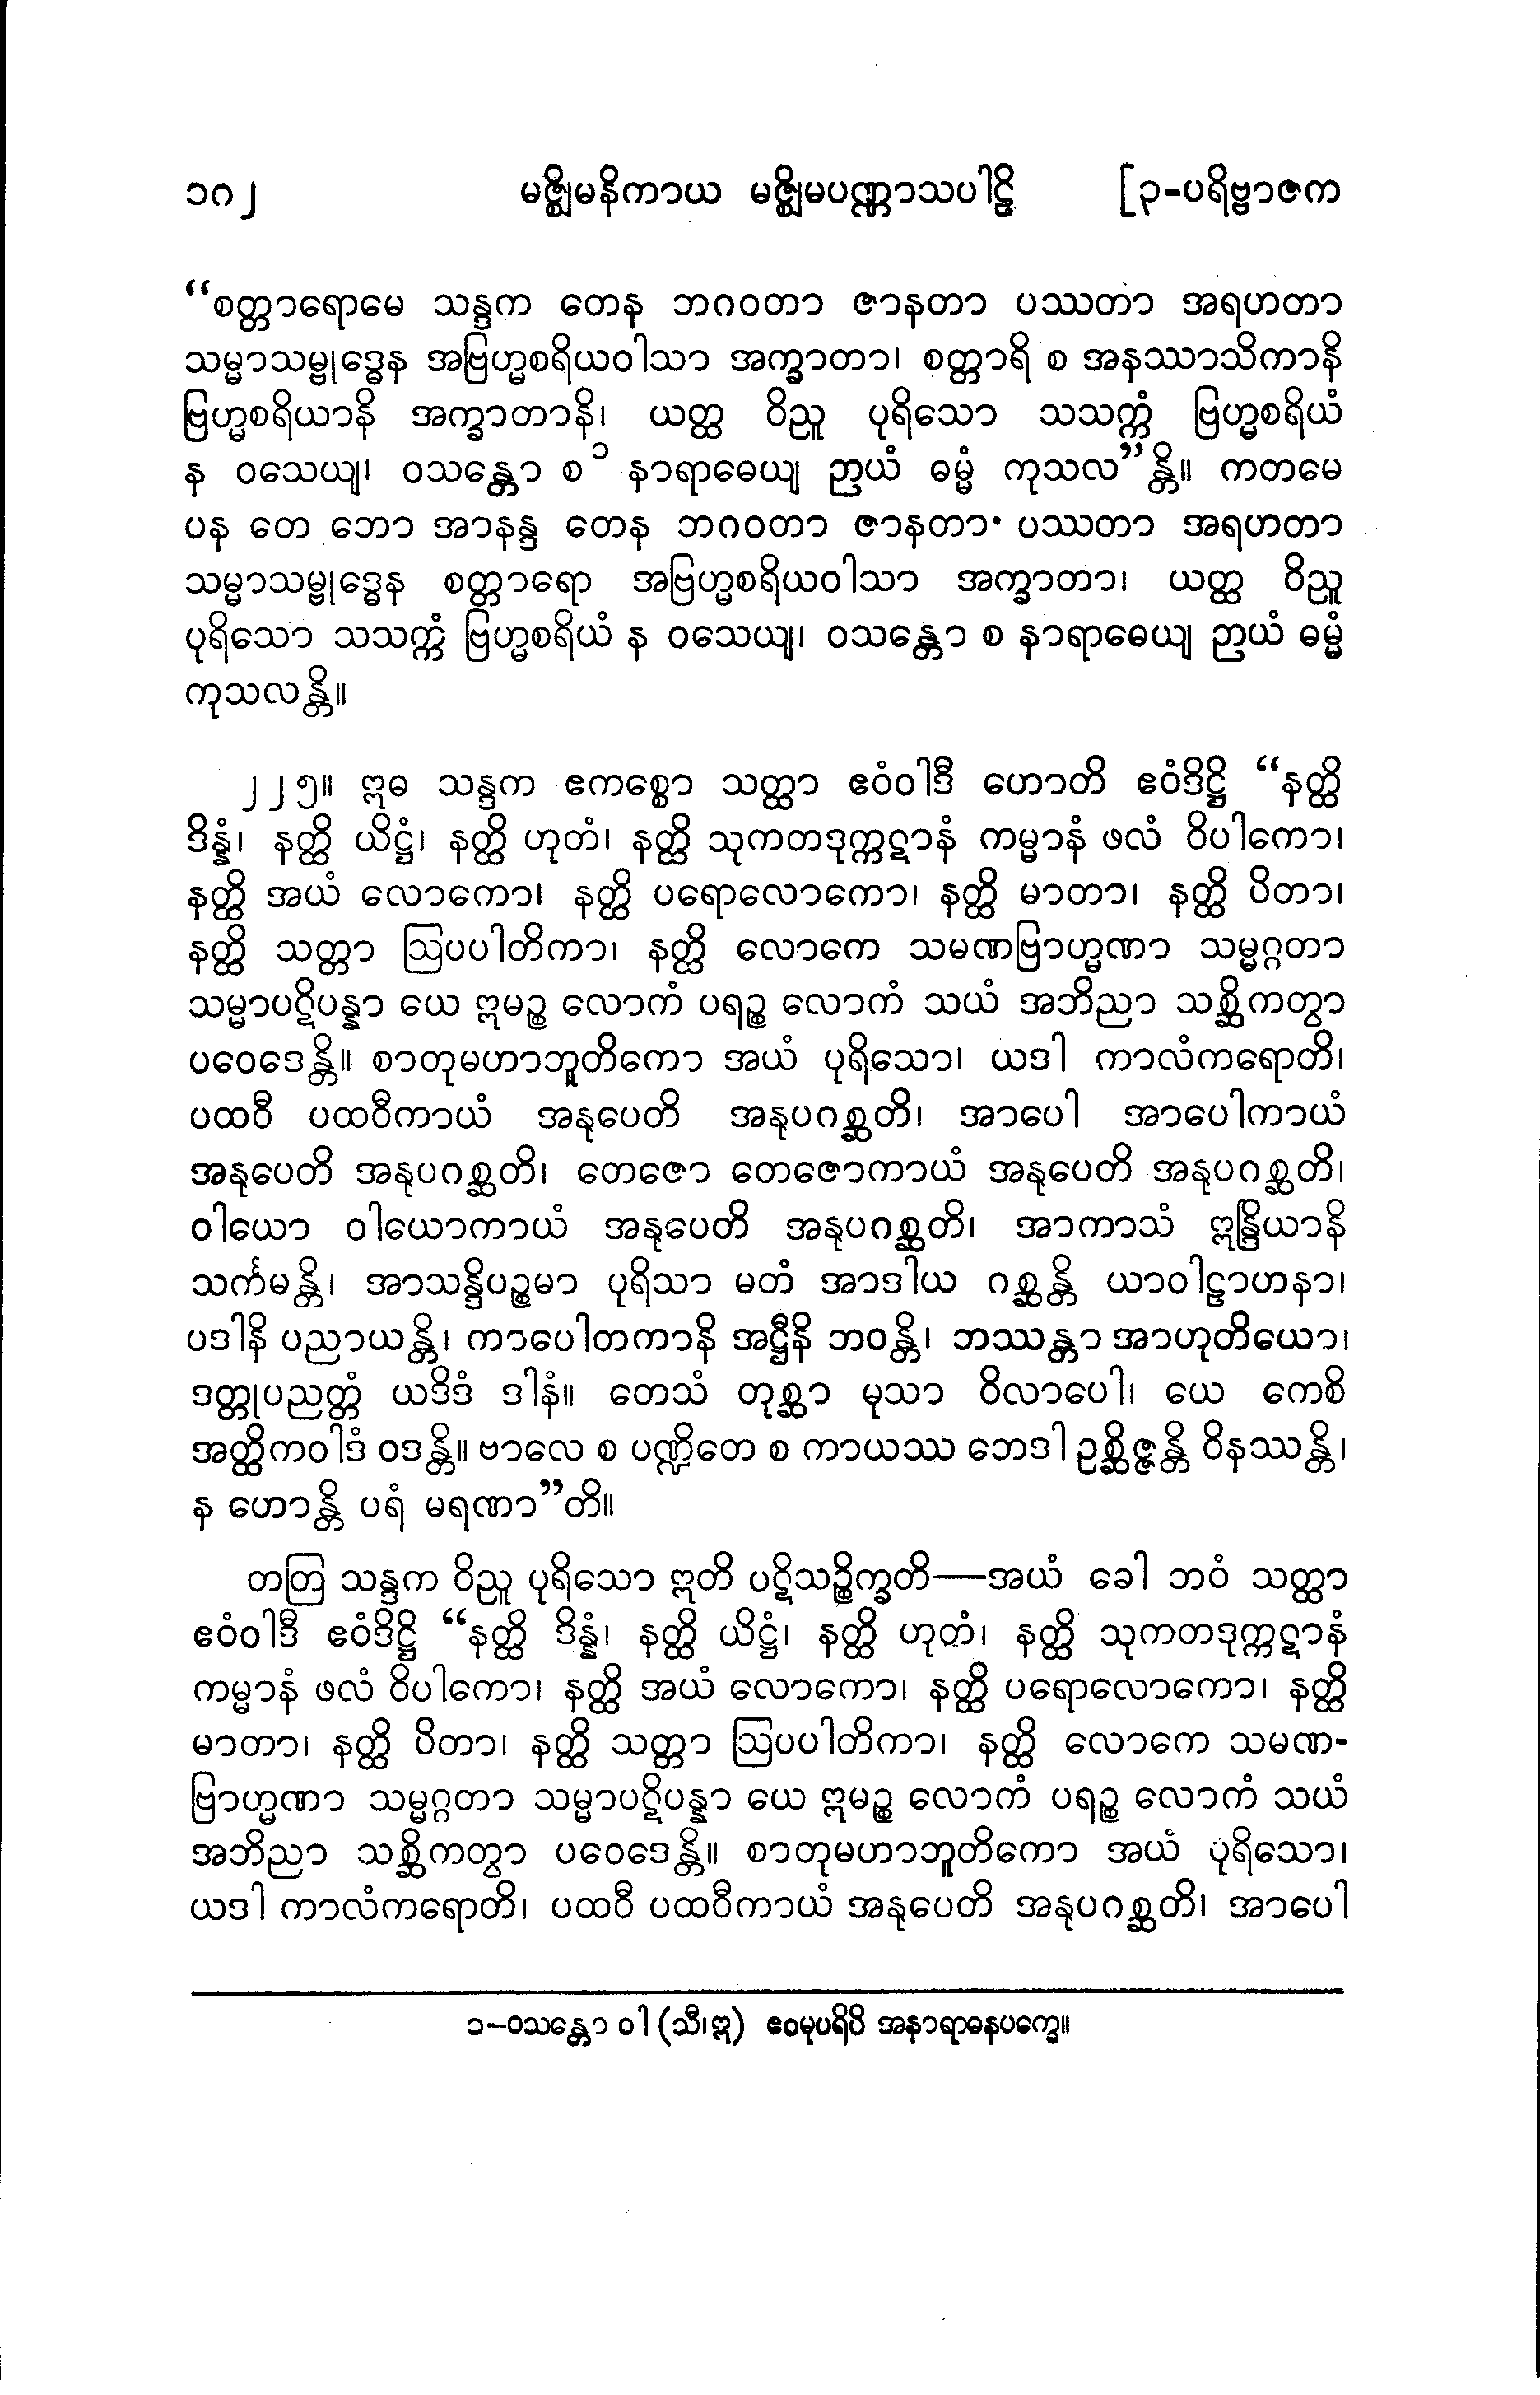 ၁၈၂ မဇ္ဈိမနိကာယ မဇ္ဈိမပဏ္ဏာသပါဠိ [၃-ပရိဗ္ဗာဇက
“စတ္တာရောမေ သန္ဒက တေန ဘဂဝတာ ဇာနတာ ပဿတာ အရဟတာ
သမ္မာသမ္ဗုဒ္ဓေန အဗြဟ္မစရိယဝါသာ အက္ခာတာ၊ စတ္တာရိ စ အနဿာသိကာနိ
ဗြဟ္မစရိယာနိ အက္ခာတာနိ၊ ယတ္ထ ဝိညူ ပုရိသော သသက္ကံ ဗြဟ္မစရိယံ
န ဝသေယျ၊ ဝသန္တော စ ၁ နာရာဓေယျ ဉာယံ ဓမ္မံ ကုသလ”န္တိ။ ကတမေ
ပန တေ ဘော အာနန္ဒ တေန ဘဂဝတာ ဇာနတာ ပဿတာ အရဟတာ
သမ္မာသမ္ဗုဒ္ဓေန စတ္တာရော အဗြဟ္မစရိယဝါသာ အက္ခာတာ၊ ယတ္ထ ဝိညူ
ပုရိသော သသက္ကံ ဗြဟ္မစရိယံ န ဝသေယျ၊ ဝသန္တော စ နာရာဓေယျ ဉာယံ ဓမ္မံ
ကုသလန္တိ။
၂၂၅။ ဣဓ သန္ဒက ဧကစ္စော သတ္ထာ ဧဝံဝါဒီ ဟောတိ ဧဝံဒိဋ္ဌိ “နတ္ထိ
ဒိန္နံ၊ နတ္ထိ ယိဋ္ဌံ၊ နတ္ထိ ဟုတံ၊ နတ္ထိ သုကတဒုက္ကဋာနံ ကမ္မာနံ ဖလံ ဝိပါကော၊
နတ္ထိ အယံ လောကော၊ နတ္ထိ ပရောလောကော၊ နတ္ထိ မာတာ၊ နတ္ထိ ပိတာ၊
နတ္ထိ သတ္တာ ဩပပါတိကာ၊ နတ္ထိ လောကေ သမဏဗြာဟ္မဏာ သမ္မဂ္ဂတာ
သမ္မာပဋိပန္နာ ယေ ဣမဉ္စ လောကံ ပရဉ္စ လောကံ သယံ အဘိညာ သစ္ဆိကတွာ
ပဝေဒေန္တိ။ စာတုမဟာဘူတိကော အယံ ပုရိသော၊ ယဒါ ကာလံကရောတိ၊
ပထဝီ ပထဝီကာယံ အနုပေတိ အနုပဂစ္ဆတိ၊ အာပေါ အာပေါကာယံ
အနုပေတိ အနုပဂစ္ဆတိ၊ တေဇော တေဇောကာယံ အနုပေတိ အနုပဂစ္ဆတိ၊
ဝါယော ဝါယောကာယံ အနုပေတိ အနုပဂစ္ဆတိ၊ အာကာသံ ဣန္ဒြိယာနိ
သင်္ကမန္တိ၊ အာသန္ဒိပဉ္စမာ ပုရိသာ မတံ အာဒါယ ဂစ္ဆန္တိ ယာဝါဠာဟနာ၊
ပဒါနိ ပညာယန္တိ၊ ကာပေါတကာနိ အဋ္ဌီနိ ဘဝန္တိ၊ ဘဿန္တာ အာဟုတိယော၊
ဒတ္တုပညတ္တံ ယဒိဒံ ဒါနံ။ တေသံ တုစ္ဆာ မုသာ ဝိလာပေါ၊ ယေ ကေစိ
အတ္ထိကဝါဒံ ဝဒန္တိ။ ဗာလေ စ ပဏ္ဍိတေ စ ကာယဿ ဘေဒါ ဥစ္ဆိဇ္ဇန္တိ ဝိနဿန္တိ၊
န ဟောန္တိ ပရံ မရဏာ”တိ။
တတြ သန္ဒက ဝိညူ ပုရိသော ဣတိ ပဋိသဉ္စိက္ခတိ—အယံ ခေါ ဘဝံ သတ္ထာ
ဧဝံဝါဒီ ဧဝံဒိဋ္ဌိ “နတ္ထိ ဒိန္နံ၊ နတ္ထိ ယိဋ္ဌံ၊ နတ္ထိ ဟုတံ၊ နတ္ထိ သုကတဒုက္ကဋာနံ
ကမ္မာနံ ဖလံ ဝိပါကော၊ နတ္ထိ အယံ လောကော၊ နတ္ထိ ပရောလောကော၊ နတ္ထိ
မာတာ၊ နတ္ထိ ပိတာ၊ နတ္ထိ သတ္တာ ဩပပါတိကာ၊ နတ္ထိ လောကေ သမဏ-
ဗြာဟ္မဏာ သမ္မဂ္ဂတာ သမ္မာပဋိပန္နာ ယေ ဣမဉ္စ လောကံ ပရဉ္စ လောကံ သယံ
အဘိညာ သစ္ဆိကတွာ ပဝေဒေန္တိ။ စာတုမဟာဘူတိကော အယံ ပုရိသော၊
ယဒါ ကာလံကရောတိ၊ ပထဝီ ပထဝီကာယံ အနုပေတိ အနုပဂစ္ဆတိ၊ အာပေါ
၁–ဝသန္တော ဝါ (သီ၊ဣ) ဧဝမုပရိပိ အနာရာဓနပက္ခေ။